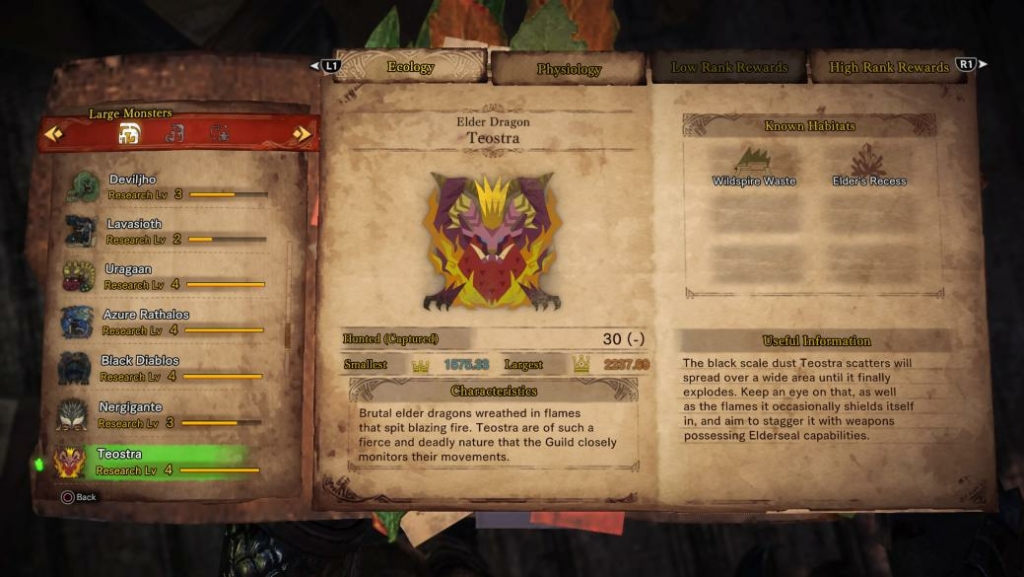 L1
Ecology
Physiology
Low Rank Rewards
High Rank Rewards
R1
Large Monsters
Deviljho
Research Lv 3
Lavasioth
Research Lv 2
Uragaan
Research Lv 4
Azure Rathalos
Research Lv 4
Black Diablos
Research Lv 4
Nergigante
Research Lv 3
Teostra
Research Lv 4
Back
Elder Dragon
Teostra
Hunted (Captured) 30 (-)
Smallest 1575.23 Largest
Characteristics
Brutal elder dragons wreathed in flames
that spit blazing fire. Teostra are of such a
fierce and deadly nature that the Guild closely
monitors their movements.
Known Habitats
Wildspire Waste Elder's Recess
Useful Information
The black scale dust Teostra scatters will
spread over a wide area until it finally
explodes. Keep an eye on that, as well
as the flames it occasionally shields itself
in, and aim to stagger it with weapons
possessing Elderseal capabilities.